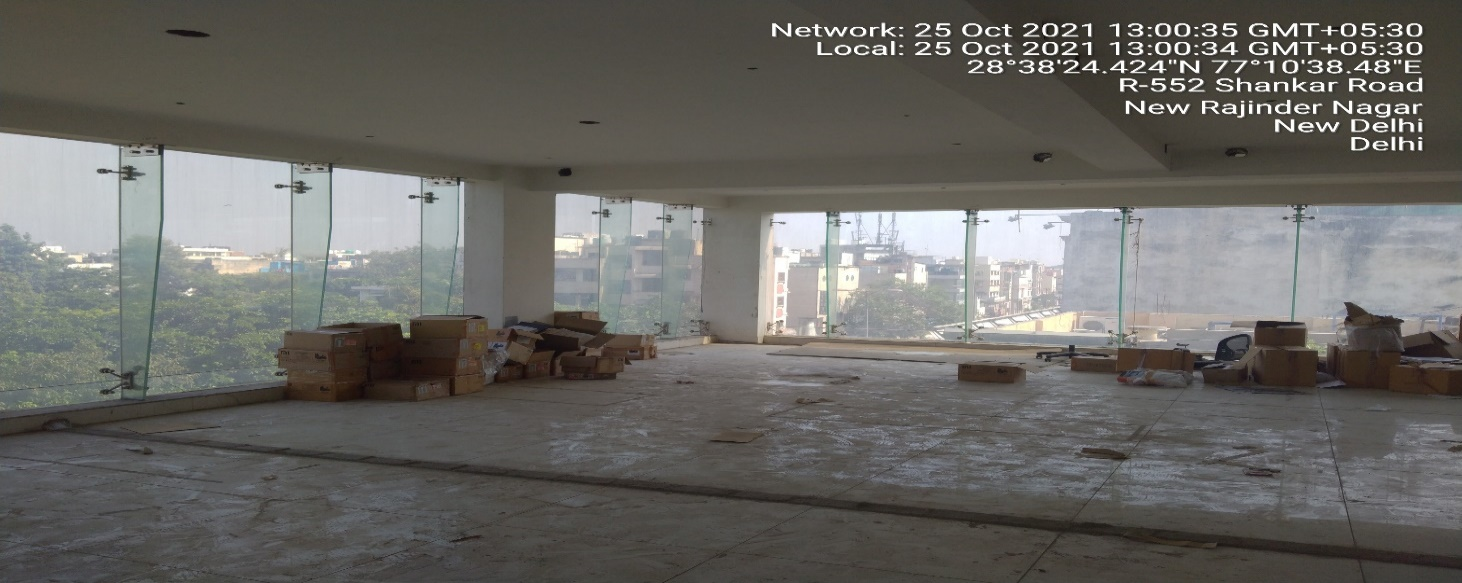 Network: 25 Oct 2021 13:00:35 GMT+05:30
Local: 25 Oct 2021 13:00:34 GMT+05:30
28°38'24.424"N 77°10'38.48"E
R-552 Shankar Road
New Rajinder Nagar
New Delhi
Delhi